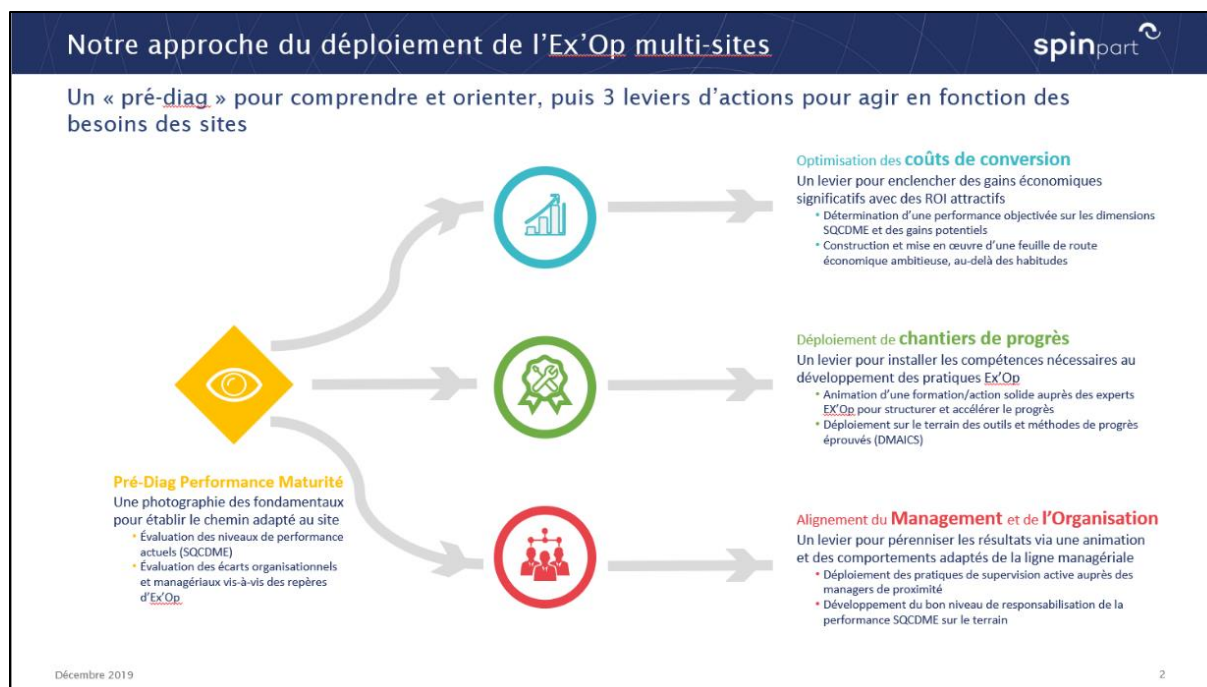 Notre approche du déploiement de l'Ex'Op multi-sites
spinpart
Un « pré-diag » pour comprendre et orienter, puis 3 leviers d'actions pour agir en fonction des
besoins des sites
Optimisation des coûts de conversion
Un levier pour enclencher des gains économiques
significatifs avec des ROI attractifs
• Détermination d'une performance objectivée sur les dimensions
SQCDME et des gains potentiels
• Construction et mise en œuvre d'une feuille de route
économique ambitieuse, au-delà des habitudes
Déploiement de chantiers de progrès
Un levier pour installer les compétences nécessaires au
développement des pratiques Ex'Op
• Animation d'une formation/action solide auprès des experts
EX'Op pour structurer et accélérer le progrès
• Déploiement sur le terrain des outils et méthodes de progrès
éprouvés (DMAICS)
Pré-Diag Performance Maturité
Une photographie des fondamentaux
pour établir le chemin adapté au site
• Évaluation des niveaux de performance
actuels (SQCDME)
• Évaluation des écarts organisationnels
et managériaux vis-à-vis des repères
d'Ex'Op
Alignement du Management et de l'Organisation
Un levier pour pérenniser les résultats via une animation
et des comportements adaptés de la ligne managériale
• Déploiement des pratiques de supervision active auprès des
managers de proximité
• Développement du bon niveau de responsabilisation de la
performance SQCDME sur le terrain
Décembre 2019
2